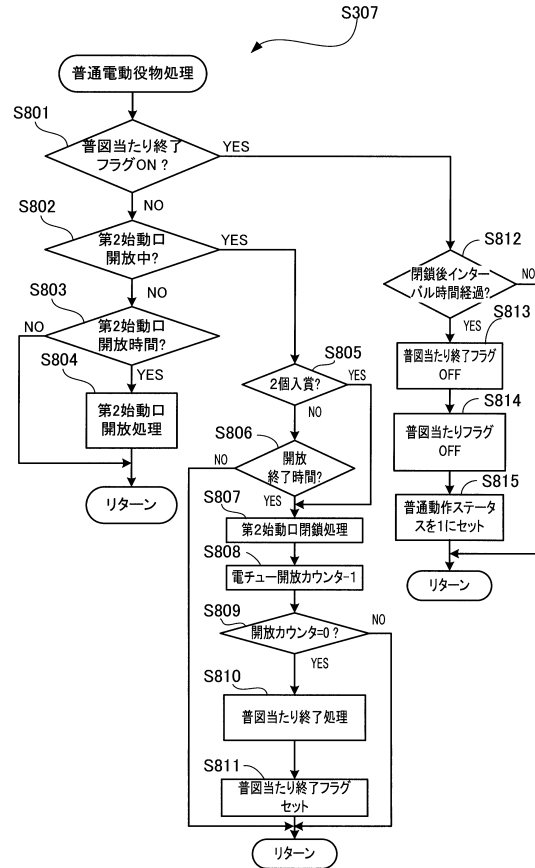 S307
普通電動役物処理
S801
普図当たり終了
フラグON?
YES
NO
S802
第2始動口
開放中?
YES
NO
S803
第2始動口
開放時間?
NO
YES
S804
第2始動口
開放処理
リターン
S805
2個入賞?
YES
NO
S806
開放
終了時間?
NO
YES
S807
第2始動口閉鎖処理
S808
電チュー開放カウンタ-1
S809
開放カウンタ=0?
NO
YES
S810
普図当たり終了処理
S811
普図当たり終了フラグ
セット
リターン
S812
閉鎖後インター
バル時間経過?
NO
YES
S813
普図当たり終了フラグ
OFF
S814
普図当たりフラグ
OFF
S815
普通動作ステータ
スを1にセット
リターン